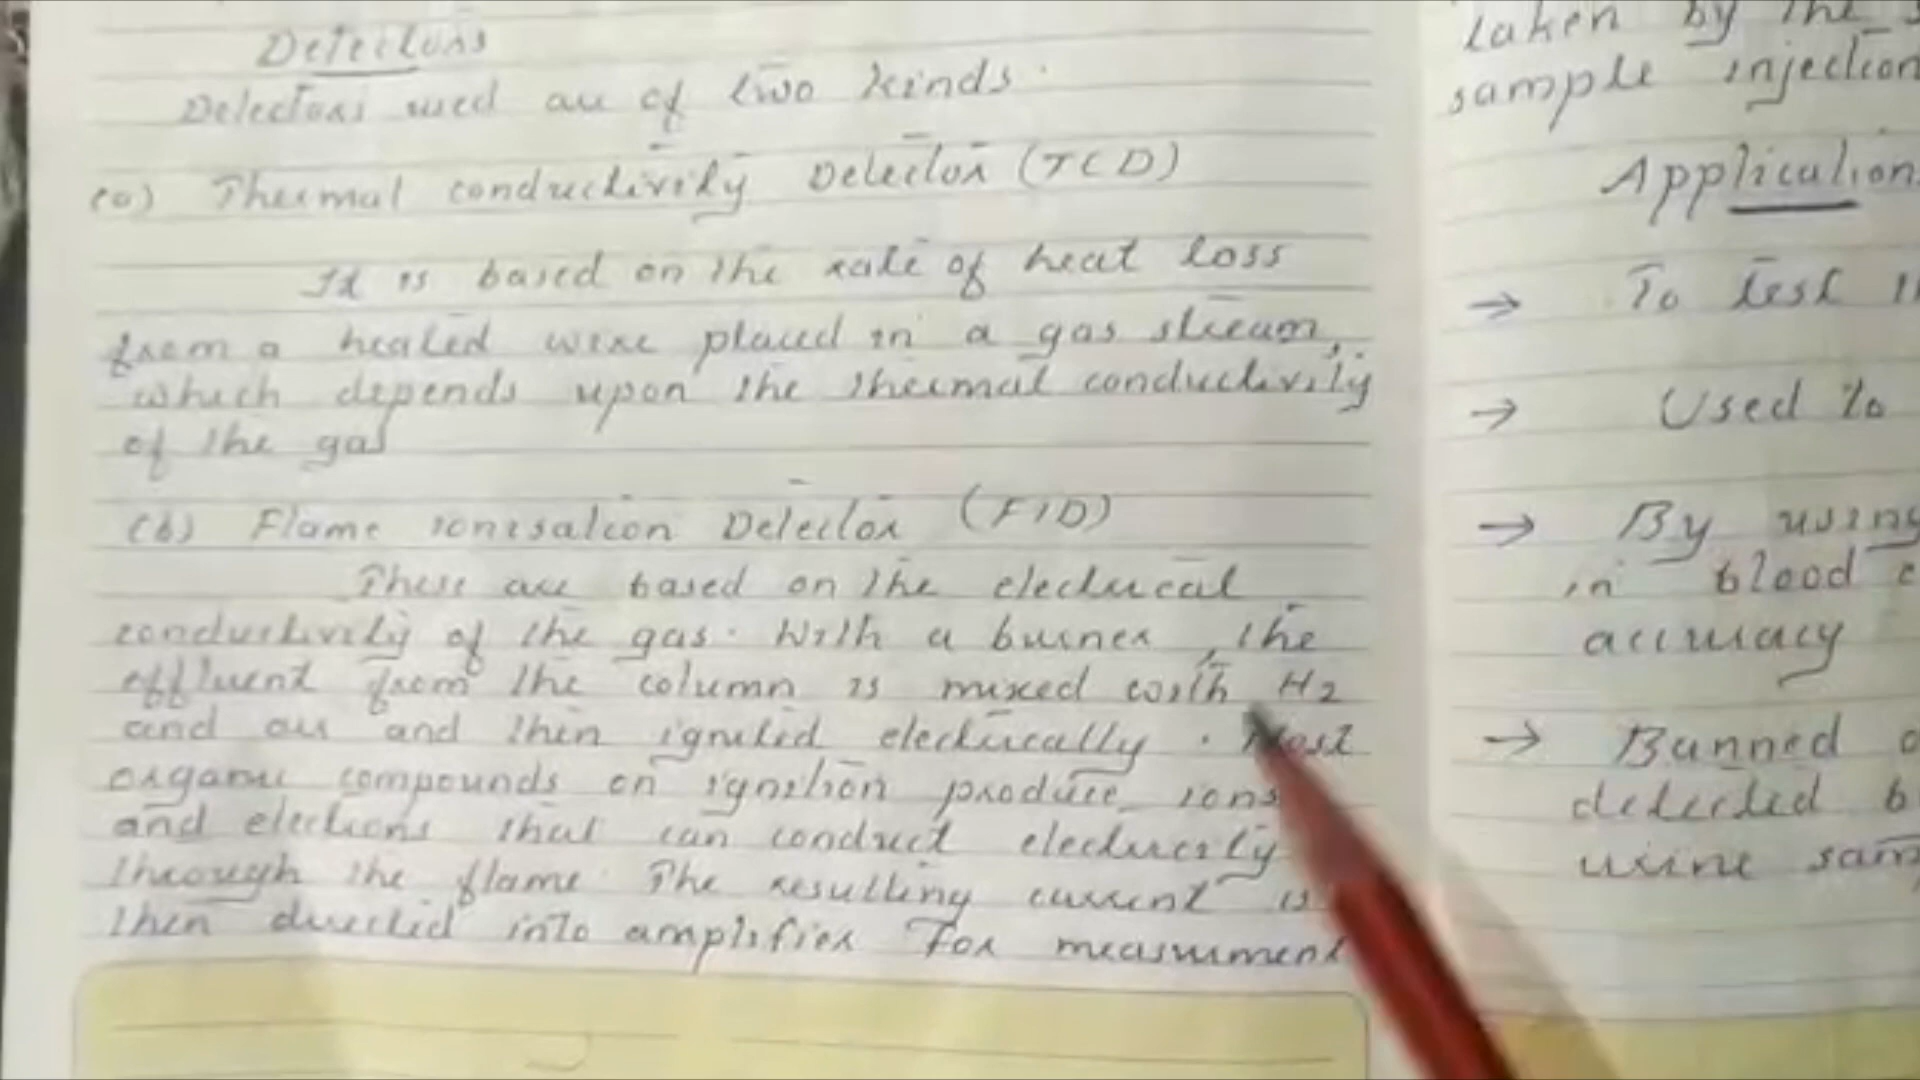 Detectors
Detectors used are of two kinds.
(a) Thermal conductivity Detector (TCD)
It is based on the rate of heat loss
from a heated wire placed in a gas stream,
which depends upon the thermal conductivity
of the gas
(b) Flame ionisation Detector (FID)
These are based on the electrical
conductivity of the gas. With a burner, the
effluent from the column is mixed with H2
and air and then ignited electrically. Most
organic compounds on ignition produce ions
and electrons that can conduct electricity
through the flame. The resulting current is
then directed into amplifier For measurment
taken by the
sample injection
Application
→ To test
→ Used to
→ By using
in blood
accuracy
→ Banned
detected b
urine sam